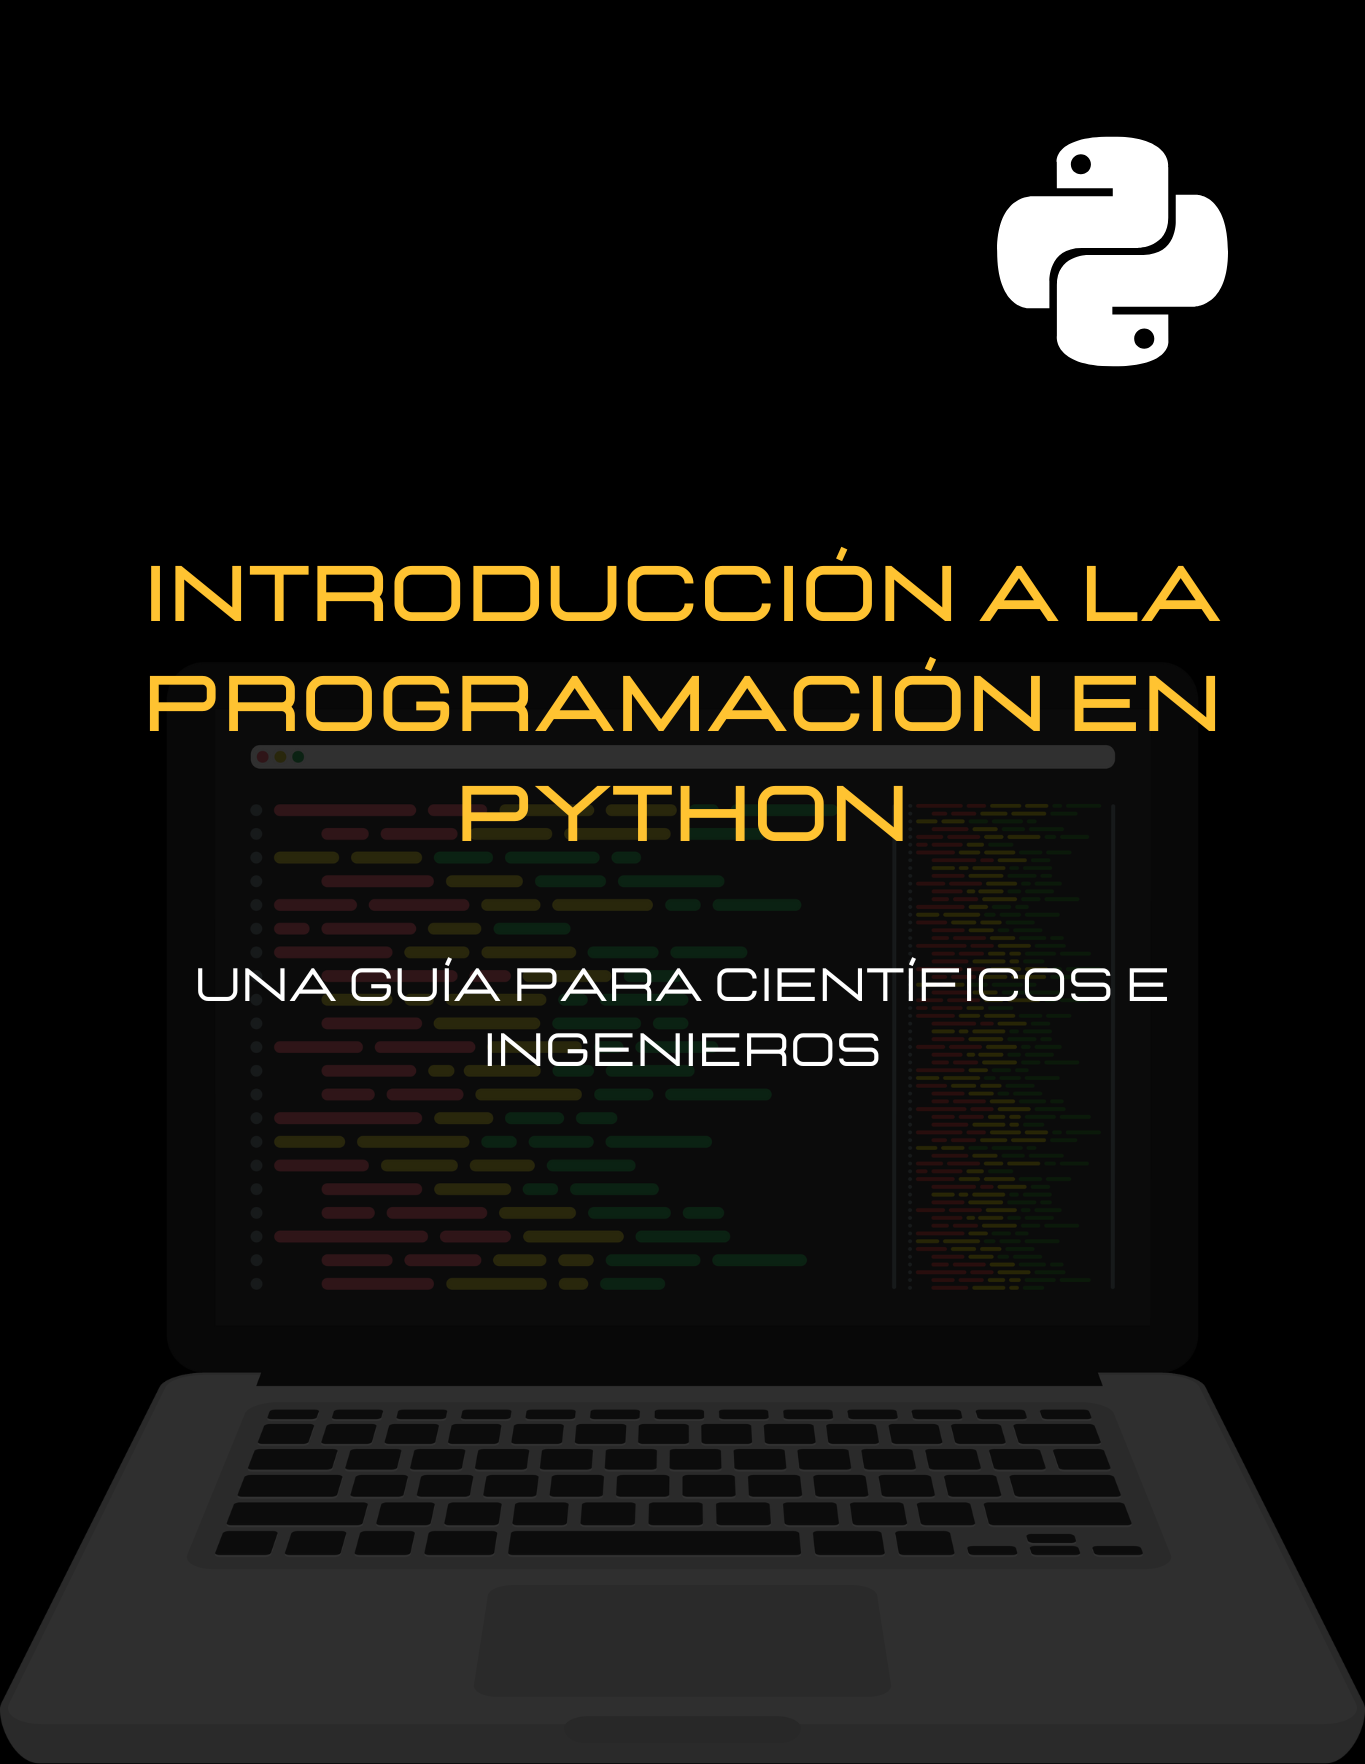 INTRODUCCIÓN A LA
PROGRAMACIÓN EN
PYTHON
UNA GUÍA PARA CIENTÍFICOS E
INGENIEROS